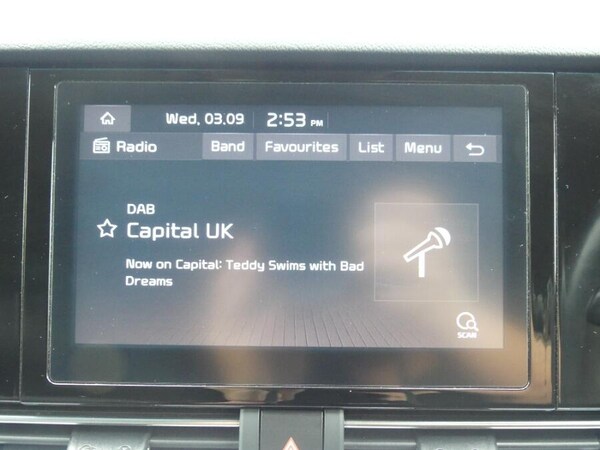 Wed, 03.09 2:53 PM
Radio Band Favourites List Menu
DAB
Capital UK
Now on Capital: Teddy Swims with Bad
Dreams
SCAN